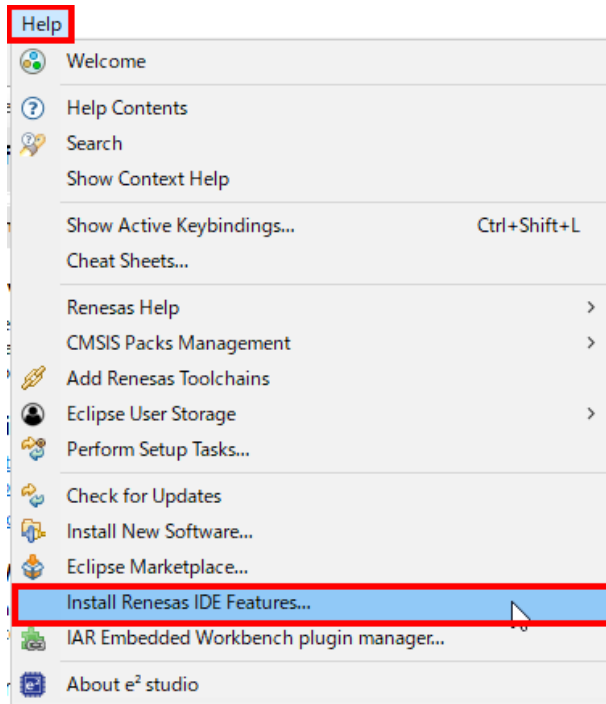 Help
Welcome
Help Contents
Search
Show Context Help
Show Active Keybindings... Ctrl+Shift+L
Cheat Sheets...
Renesas Help
CMSIS Packs Management
Add Renesas Toolchains
Eclipse User Storage
Perform Setup Tasks...
Check for Updates
Install New Software...
Eclipse Marketplace...
Install Renesas IDE Features...
IAR Embedded Workbench plugin manager...
About e² studio